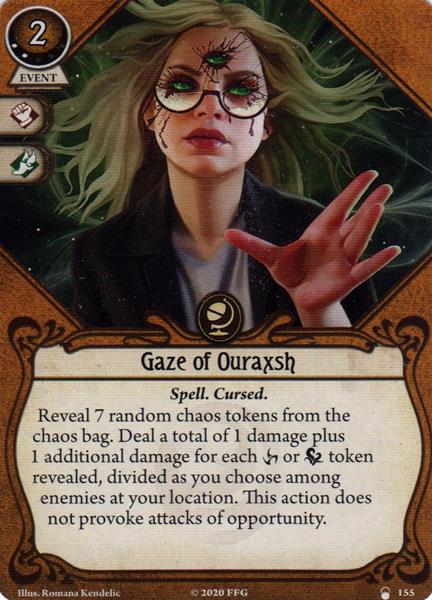 2
EVENT
Gaze of Ouraxsh
Spell. Cursed.
Reveal 7 random chaos tokens from the
chaos bag. Deal a total of 1 damage plus
1 additional damage for each or token
revealed, divided as you choose among
enemies at your location. This action does
not provoke attacks of opportunity.
Illus. Romana Kendelic © 2020 FFG 155